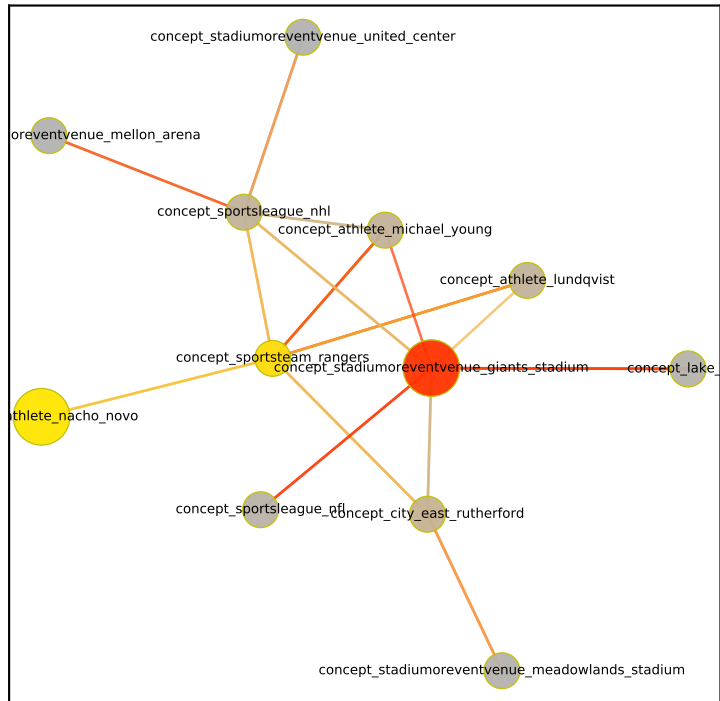 concept_stadiumoreventvenue_united_center
oreventvenue_mellon_arena
concept_sportsleague_nhl
concept_athlete_michael_young
concept_athlete_lundqvist
concept_sportsteam_rangers
concept_stadiumoreventvenue_giants_stadium
concept_lake_
athlete_nacho_novo
concept_sportsleague_nfl
concept_city_east_rutherford
concept_stadiumoreventvenue_meadowlands_stadium